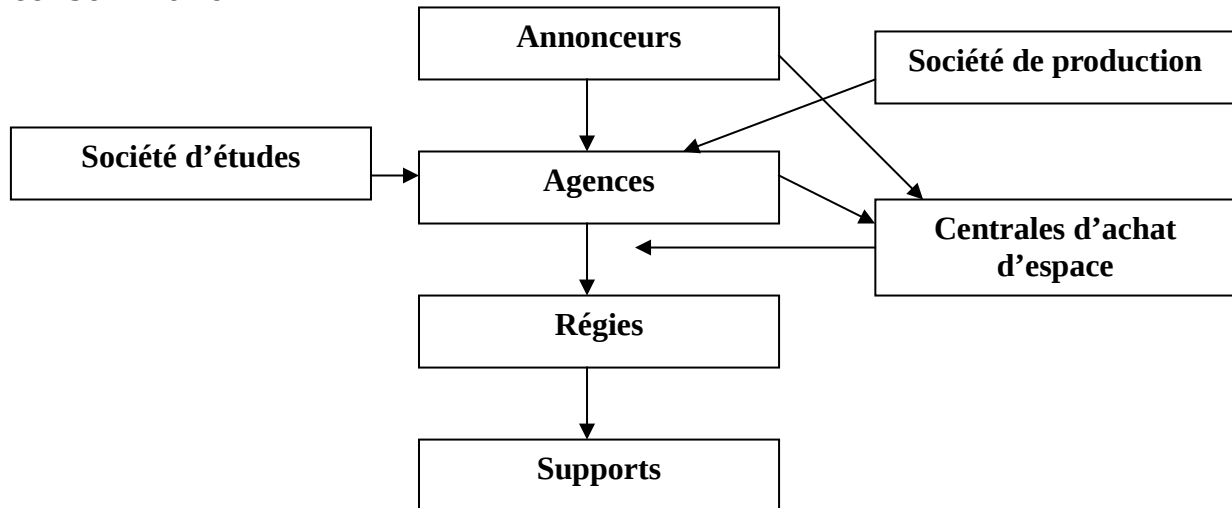 Annonceurs
Société de production
Société d’études
Agences
Centrales d’achat
d’espace
Régies
Supports